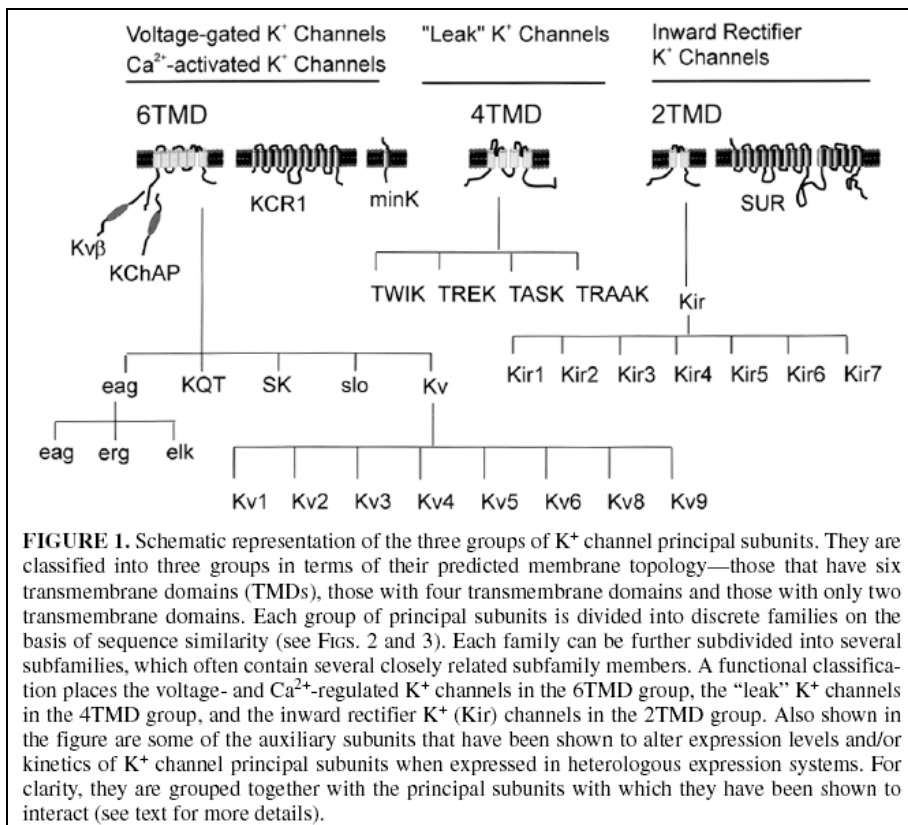 Voltage-gated K⁺ Channels
Ca²⁺-activated K⁺ Channels
"Leak" K⁺ Channels
Inward Rectifier
K⁺ Channels
6TMD
4TMD
2TMD
KCR1
minK
SUR
Kvβ
KChAP
TWIK TREK TASK TRAAK
Kir
Kir1 Kir2 Kir3 Kir4 Kir5 Kir6 Kir7
eag KQT SK slo Kv
eag erg elk
Kv1 Kv2 Kv3 Kv4 Kv5 Kv6 Kv8 Kv9
FIGURE 1. Schematic representation of the three groups of K⁺ channel principal subunits. They are
classified into three groups in terms of their predicted membrane topology—those that have six
transmembrane domains (TMDs), those with four transmembrane domains and those with only two
transmembrane domains. Each group of principal subunits is divided into discrete families on the
basis of sequence similarity (see FIGS. 2 and 3). Each family can be further subdivided into several
subfamilies, which often contain several closely related subfamily members. A functional classifica-
tion places the voltage- and Ca²⁺-regulated K⁺ channels in the 6TMD group, the “leak” K⁺ channels
in the 4TMD group, and the inward rectifier K⁺ (Kir) channels in the 2TMD group. Also shown in
the figure are some of the auxiliary subunits that have been shown to alter expression levels and/or
kinetics of K⁺ channel principal subunits when expressed in heterologous expression systems. For
clarity, they are grouped together with the principal subunits with which they have been shown to
interact (see text for more details).